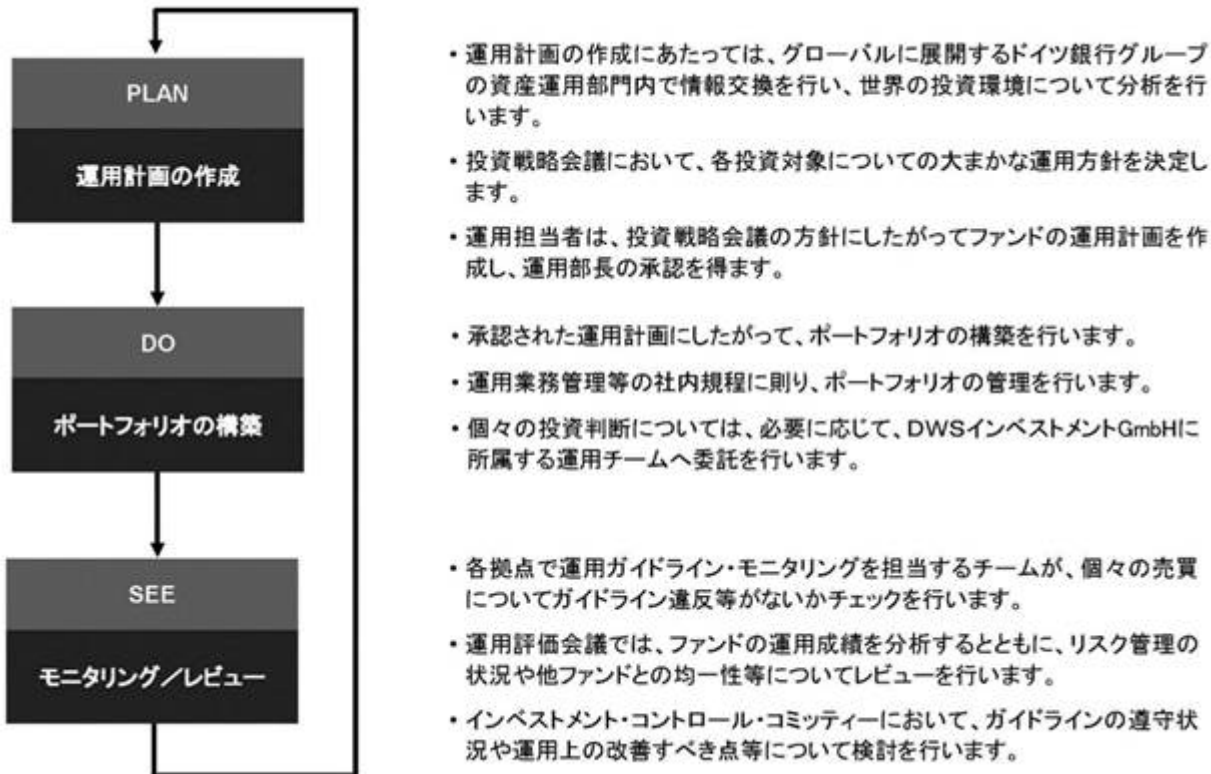 PLAN
運用計画の作成
・運用計画の作成にあたっては、グローバルに展開するドイツ銀行グループ
の資産運用部門内で情報交換を行い、世界の投資環境について分析を行
います。
・投資戦略会議において、各投資対象についての大まかな運用方針を決定し
ます。
・運用担当者は、投資戦略会議の方針にしたがってファンドの運用計画を作
成し、運用部長の承認を得ます。
DO
ポートフォリオの構築
・承認された運用計画にしたがって、ポートフォリオの構築を行います。
・運用業務管理等の社内規程に則り、ポートフォリオの管理を行います。
・個々の投資判断については、必要に応じて、DWSインベストメントGmbHに
所属する運用チームへ委託を行います。
SEE
モニタリング／レビュー
・各拠点で運用ガイドライン・モニタリングを担当するチームが、個々の売買
についてガイドライン違反等がないかチェックを行います。
・運用評価会議では、ファンドの運用成績を分析するとともに、リスク管理の
状況や他ファンドとの均一性等についてレビューを行います。
・インベストメント・コントロール・コミッティーにおいて、ガイドラインの遵守状
況や運用上の改善すべき点等について検討を行います。